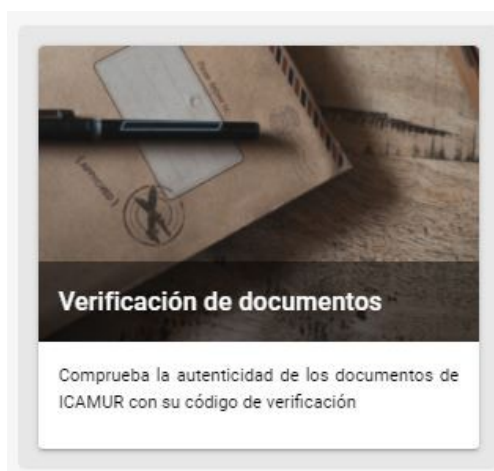 Verificación de documentos
Comprueba la autenticidad de los documentos de
ICAMUR con su código de verificación